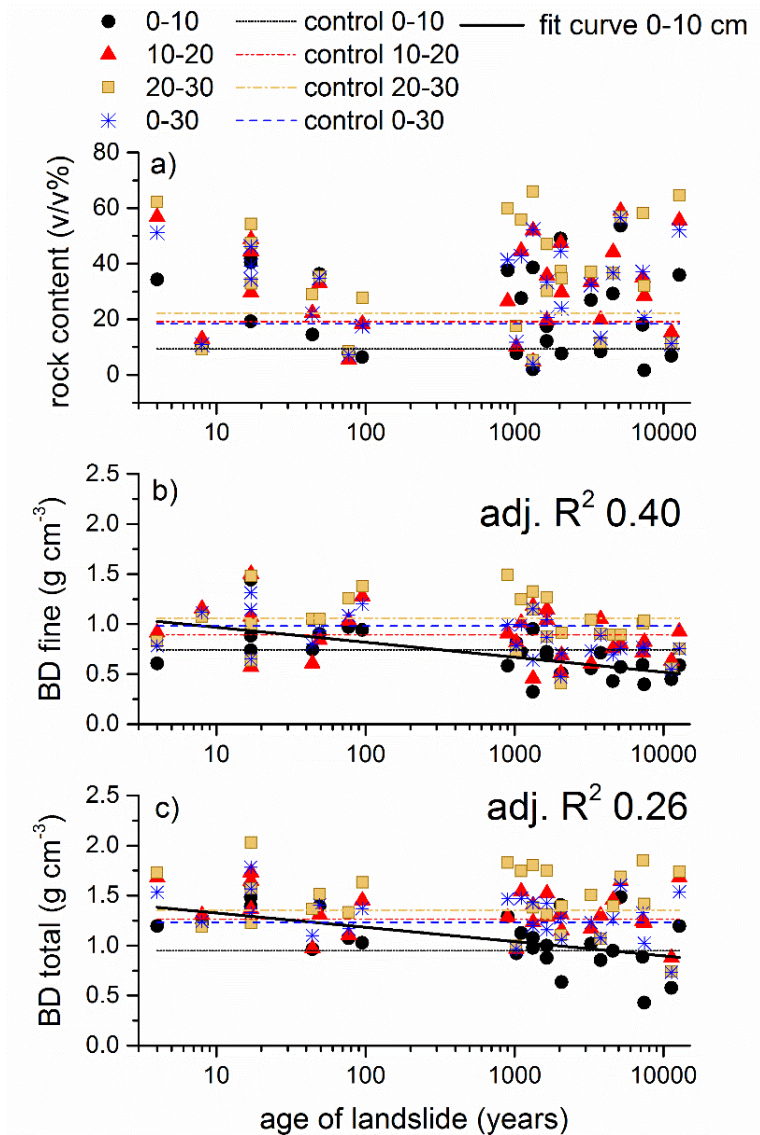 0-10 control 0-10 fit curve 0-10 cm
10-20 control 10-20
20-30 control 20-30
0-30 control 0-30
a)
rock content (v/v%)
80
60
40
20
0
10 100 1000 10000
b)
adj. R² 0.40
BD fine (g cm⁻³)
2.5
2.0
1.5
1.0
0.5
0.0
10 100 1000 10000
c)
adj. R² 0.26
BD total (g cm⁻³)
2.5
2.0
1.5
1.0
0.5
0.0
10 100 1000 10000
age of landslide (years)